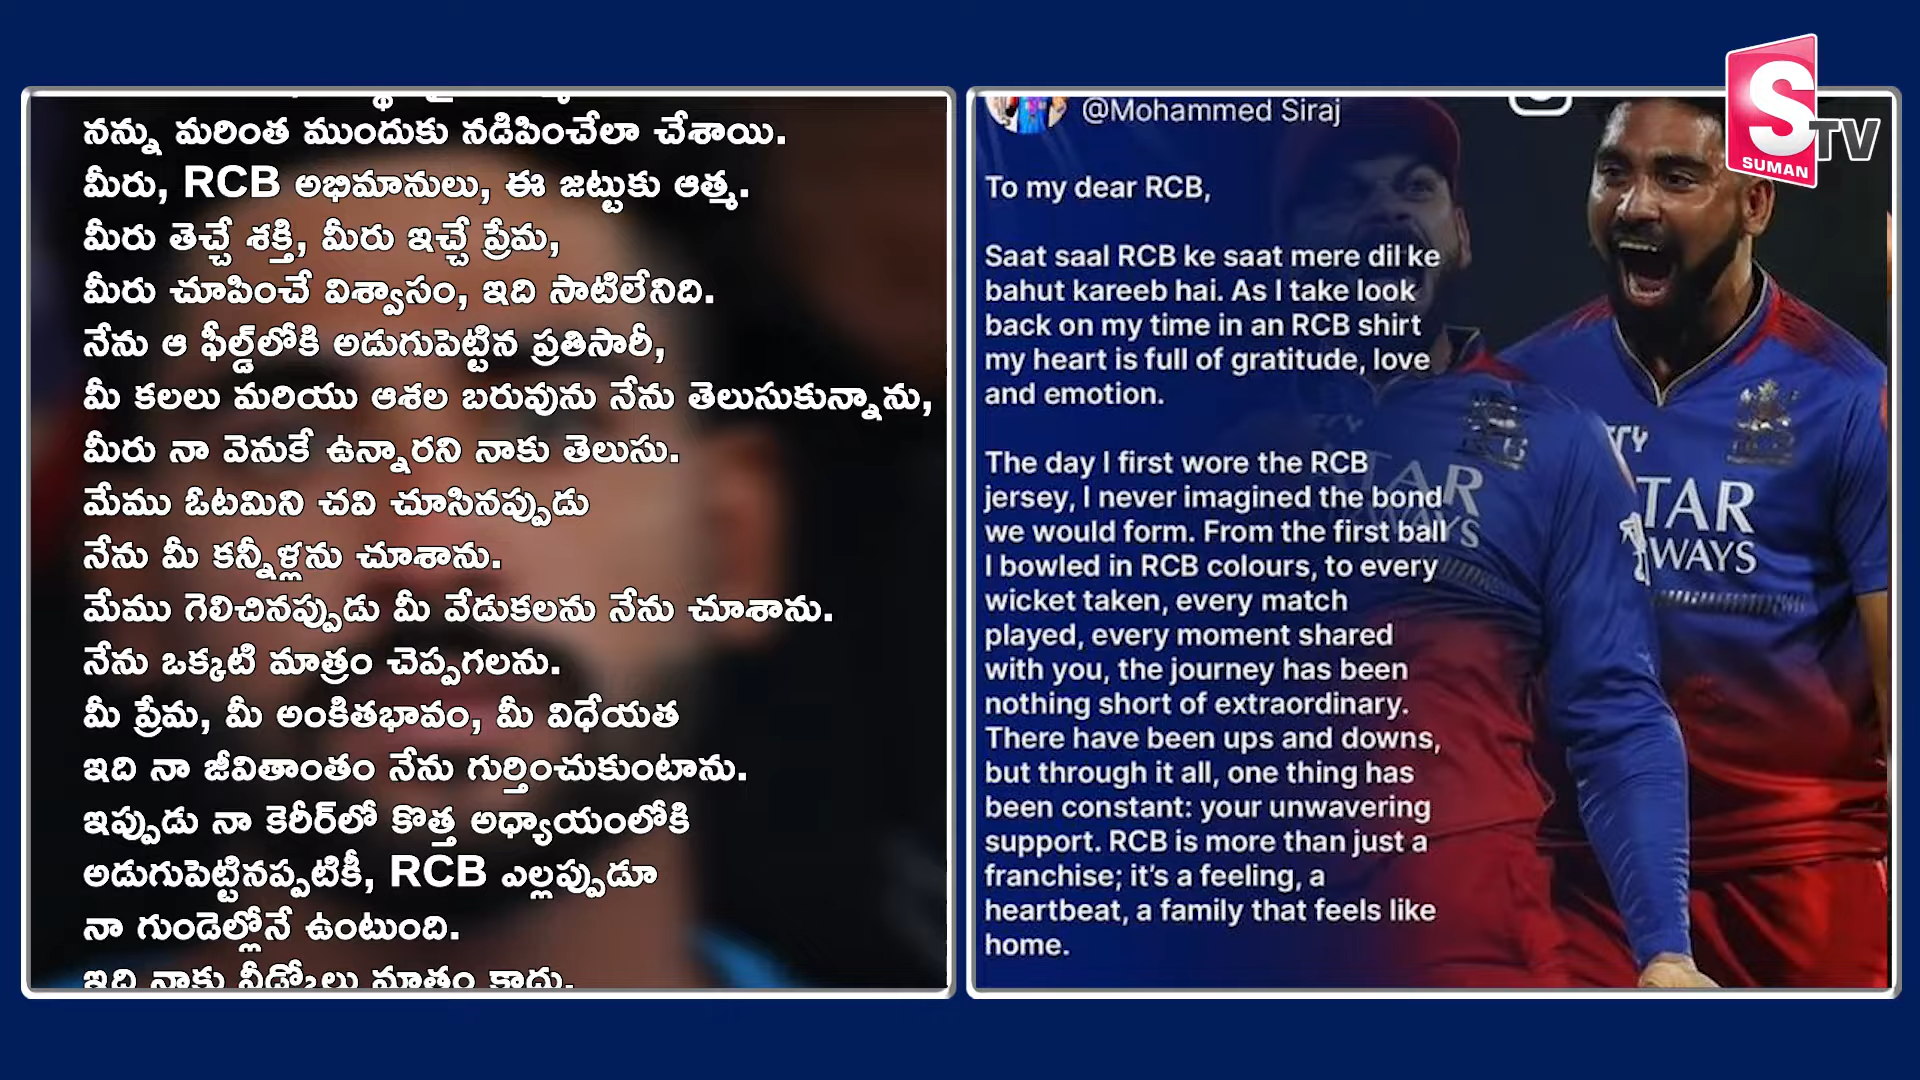 నన్ను మరింత ముందుకు నడిపించేలా చేశాయి.
మీరు, RCB అభిమానులు, ఈ జట్టుకు ఆత్మ.
మీరు తెచ్చే శక్తి, మీరు ఇచ్చే ప్రేమ,
మీరు చూపించే విశ్వాసం, ఇది సాటిలేనిది.
నేను ఆ ఫీల్డ్‌లోకి అడుగుపెట్టిన ప్రతిసారీ,
మీ కలలు మరియు ఆశల బరువును నేను తెలుసుకున్నాను,
మీరు నా వెనుకే ఉన్నారని నాకు తెలుసు.
మేము ఓటమిని చవి చూసినప్పుడు
నేను మీ కన్నీళ్లను చూశాను.
మేము గెలిచినప్పుడు మీ వేడుకలను నేను చూశాను.
నేను ఒక్కటి మాత్రం చెప్పగలను.
మీ ప్రేమ, మీ అంకితభావం, మీ విధేయత
ఇది నా జీవితాంతం నేను గుర్తించుకుంటాను.
ఇప్పుడు నా కెరీర్‌లో కొత్త అధ్యాయంలోకి
అడుగుపెట్టినప్పటికీ, RCB ఎల్లప్పుడూ
నా గుండెల్లోనే ఉంటుంది.
ఇది నాకు వీడ్కోలు మాత్రం కాదు.
@Mohammed Siraj
To my dear RCB,
Saat saal RCB ke saat mere dil ke
bahut kareeb hai. As I take look
back on my time in an RCB shirt
my heart is full of gratitude, love
and emotion.
The day I first wore the RCB
jersey, I never imagined the bond
we would form. From the first ball
I bowled in RCB colours, to every
wicket taken, every match
played, every moment shared
with you, the journey has been
nothing short of extraordinary.
There have been ups and downs,
but through it all, one thing has
been constant: your unwavering
support. RCB is more than just a
franchise; it's a feeling, a
heartbeat, a family that feels like
home.
S TV
SUMAN